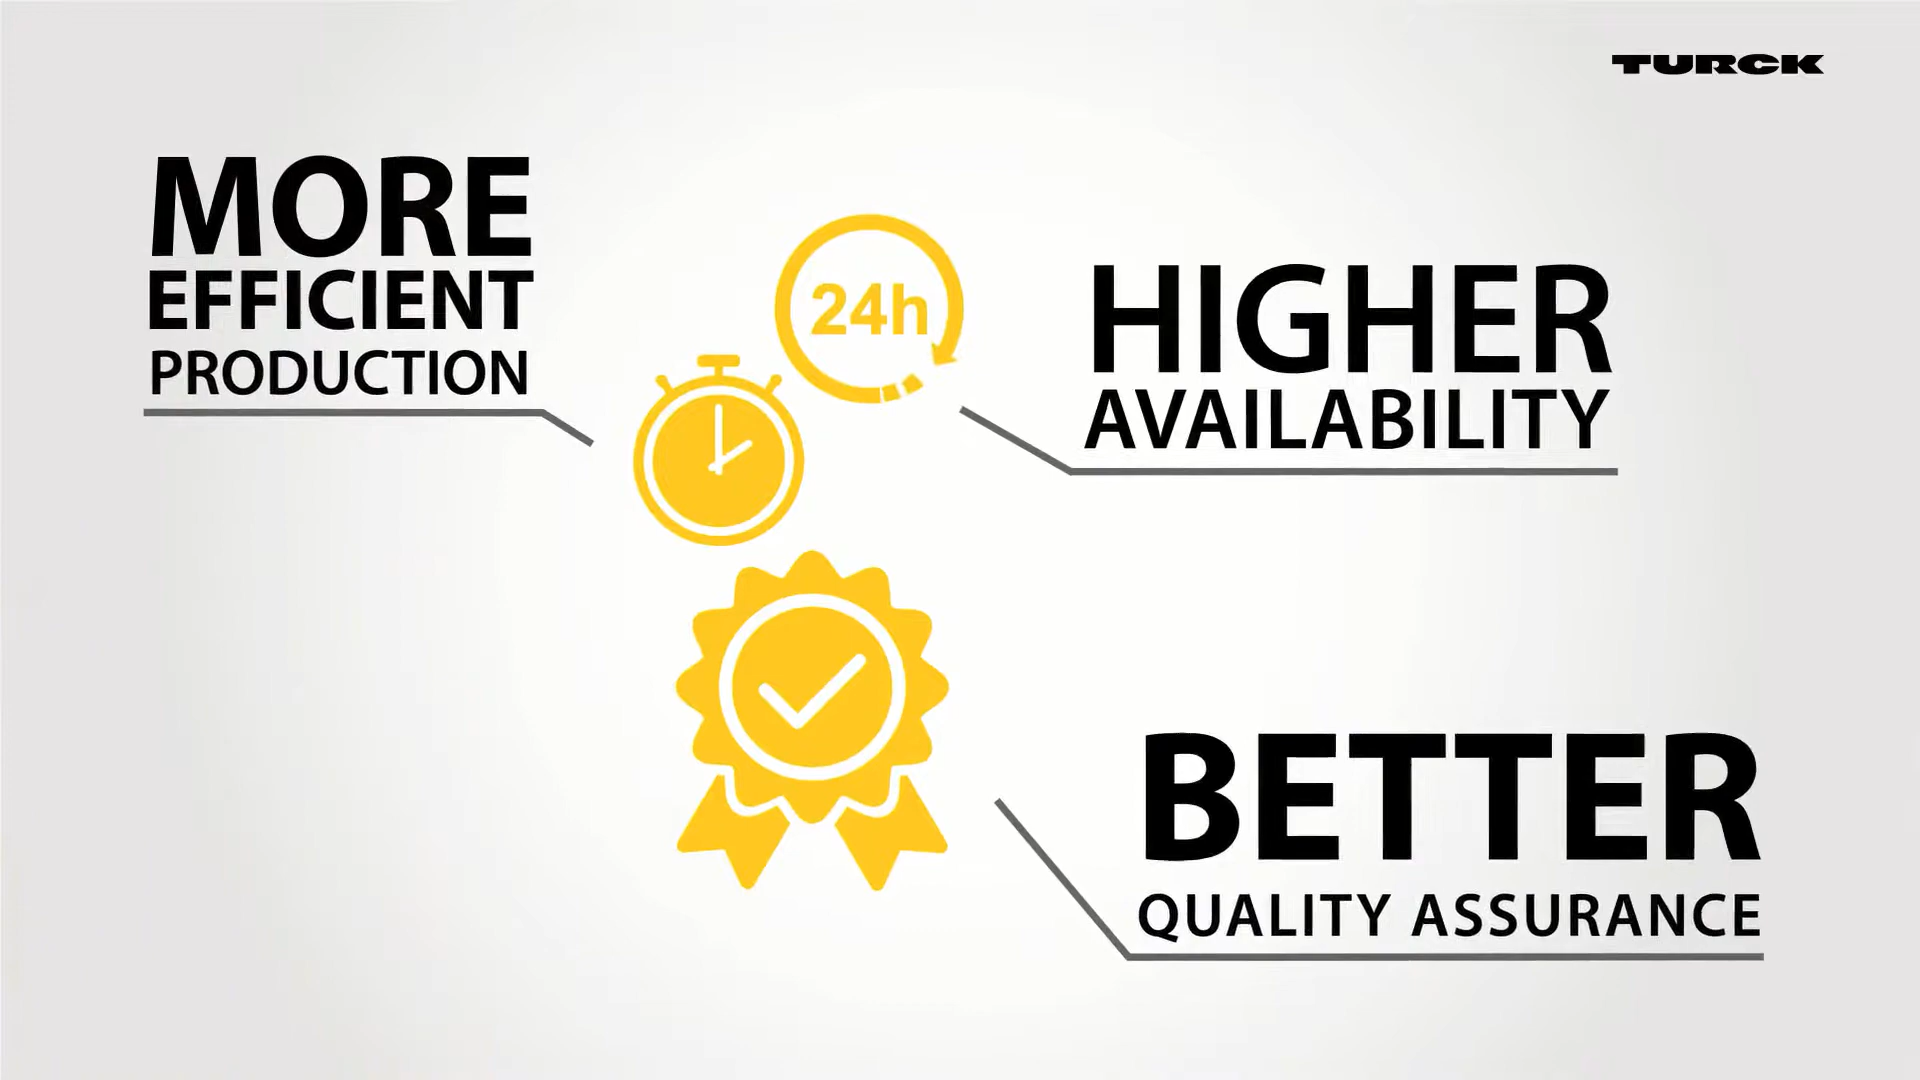 TURCK
MORE
EFFICIENT
PRODUCTION
24h
HIGHER
AVAILABILITY
BETTER
QUALITY ASSURANCE